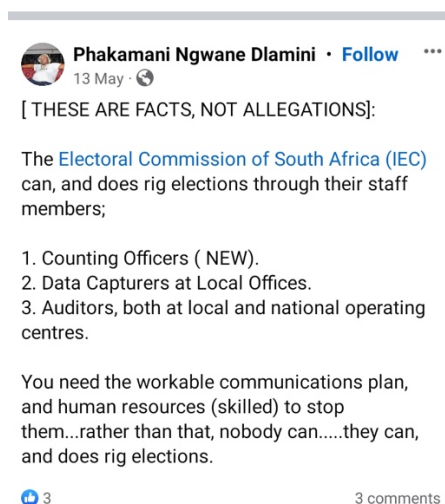 Phakamani Ngwane Dlamini • Follow
13 May ·
[ THESE ARE FACTS, NOT ALLEGATIONS]:
The Electoral Commission of South Africa (IEC)
can, and does rig elections through their staff
members;
1. Counting Officers ( NEW).
2. Data Capturers at Local Offices.
3. Auditors, both at local and national operating
centres.
You need the workable communications plan,
and human resources (skilled) to stop
them...rather than that, nobody can.....they can,
and does rig elections.
3 3 comments